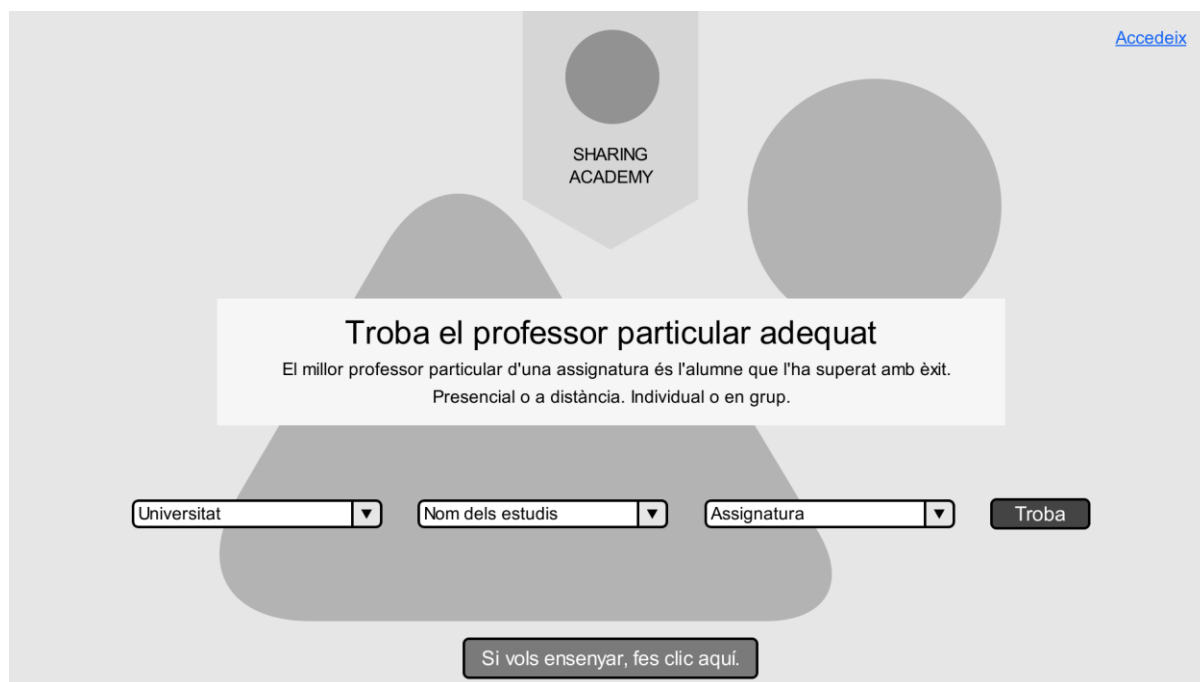 Accedeix
SHARING
ACADEMY
Troba el professor particular adequat
El millor professor particular d'una assignatura és l'alumne que l'ha superat amb èxit.
Presencial o a distància. Individual o en grup.
Universitat
Nom dels estudis
Assignatura
Troba
Si vols ensenyar, fes clic aquí.